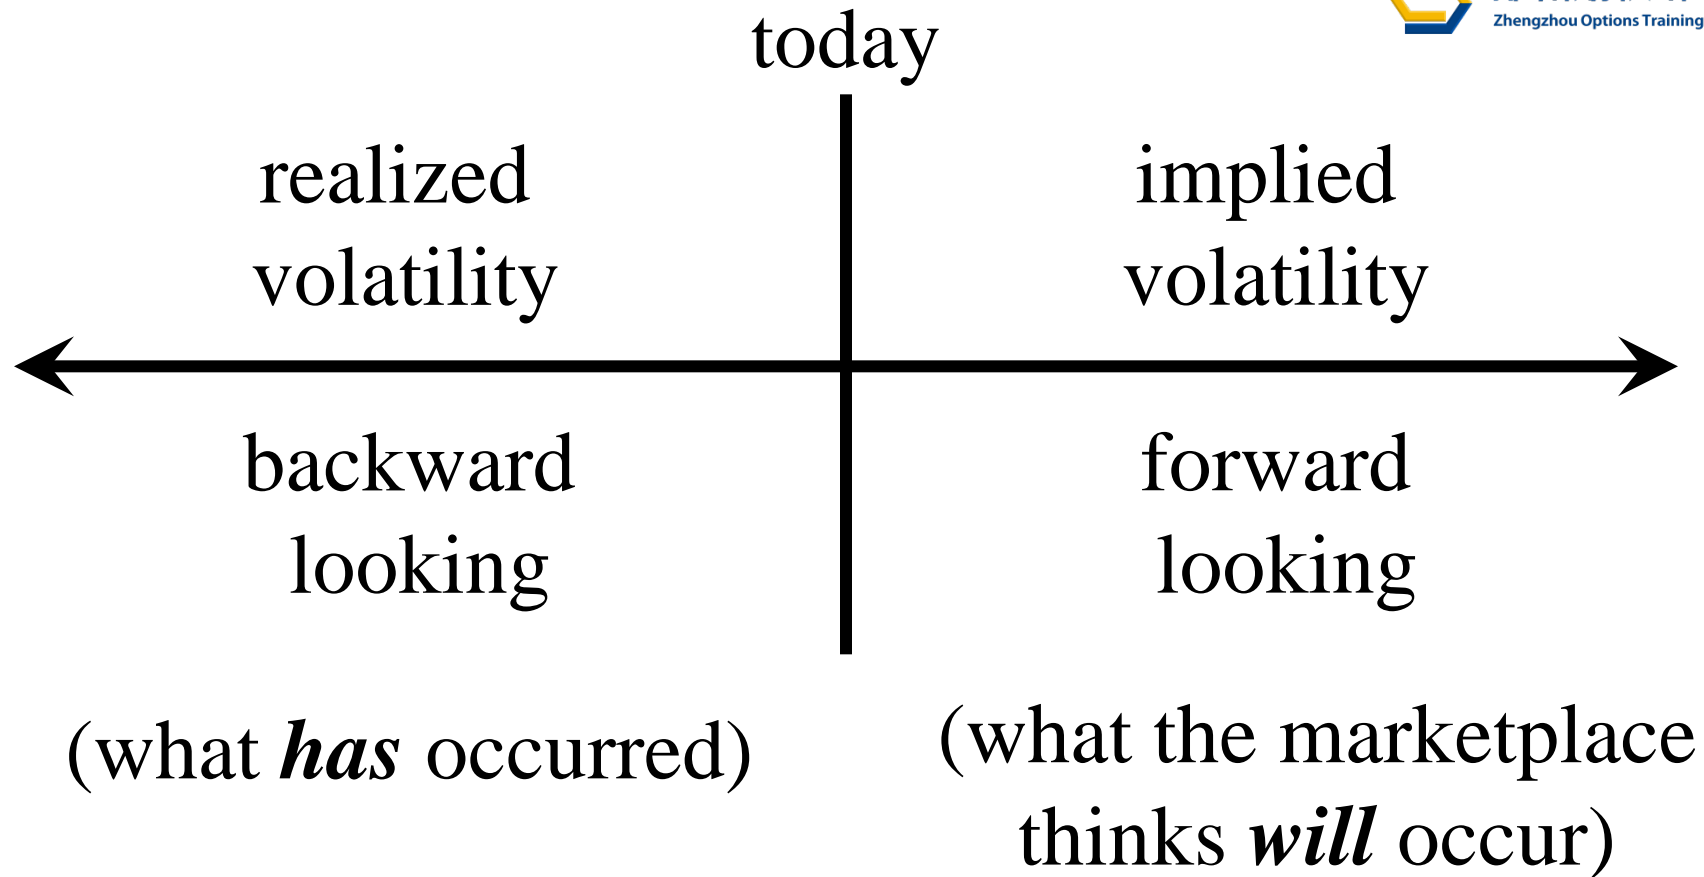 Zhengzhou Options Training
today
realized
volatility
implied
volatility
backward
looking
forward
looking
(what has occurred)
(what the marketplace
thinks will occur)